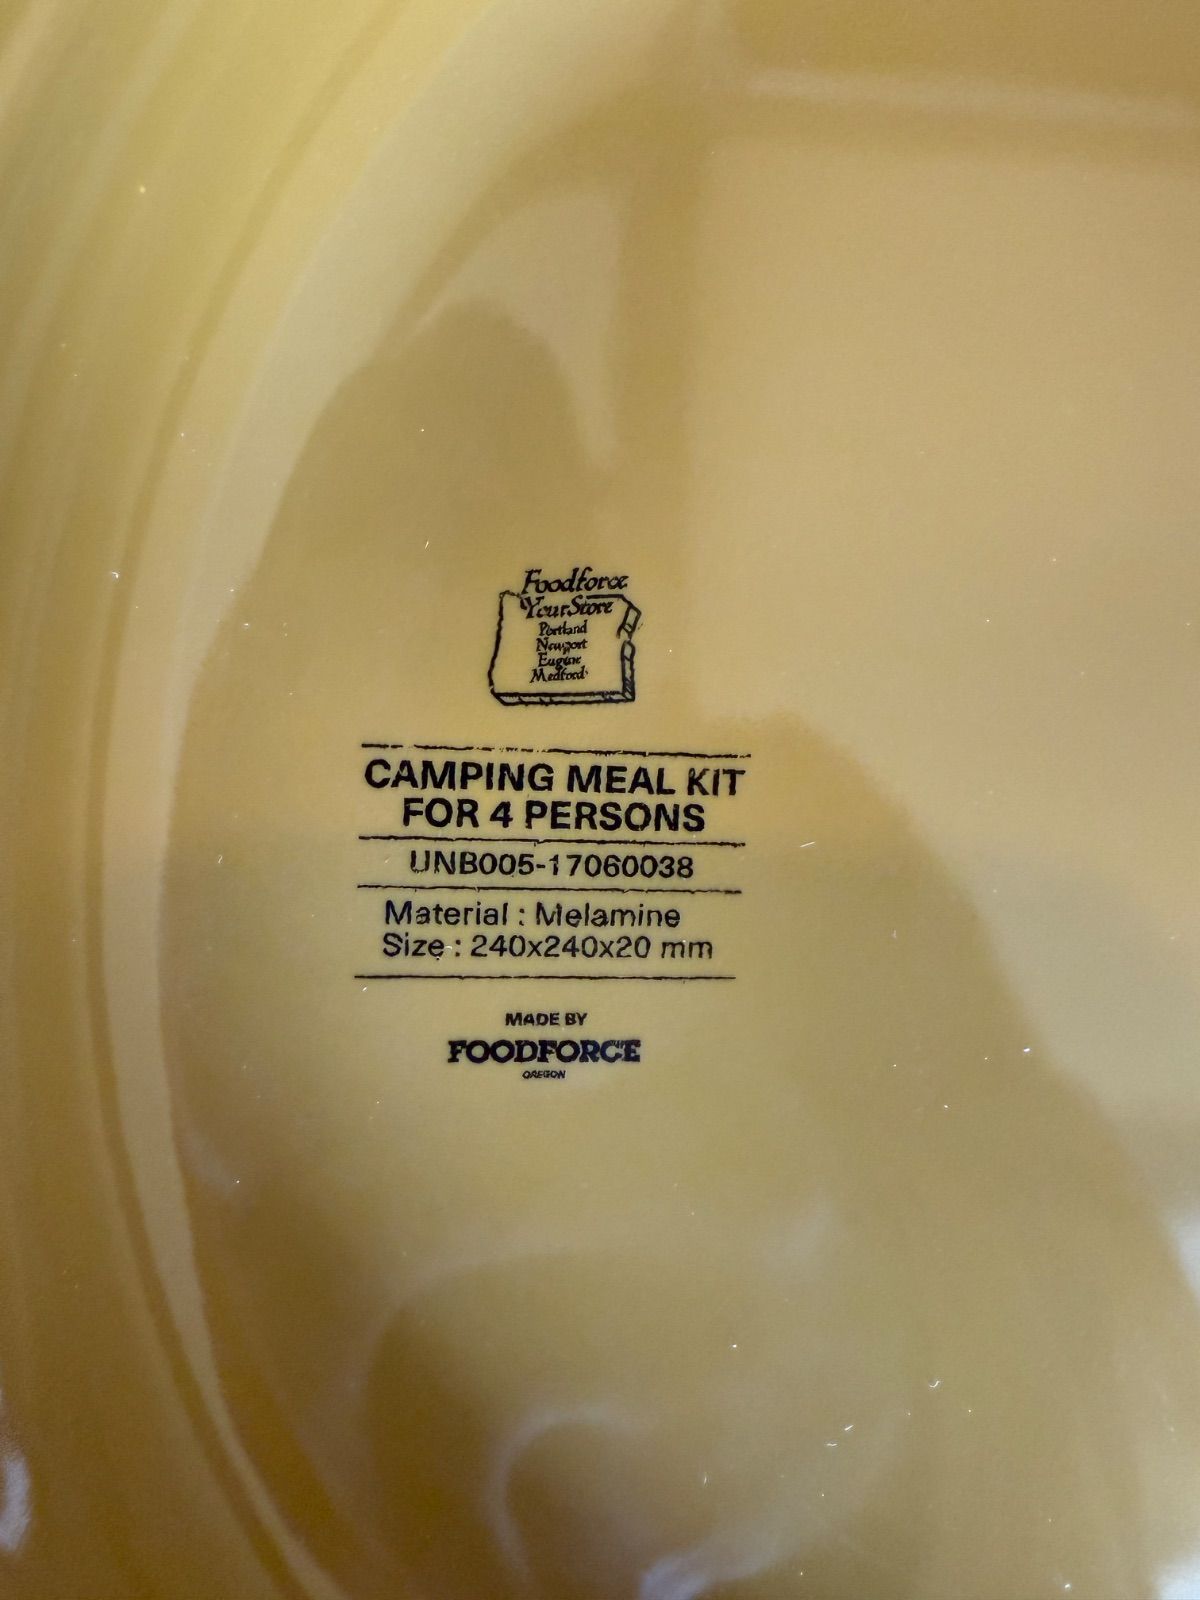 Foodforce
Your Store
Portland
Newport
Eugene
Medford
CAMPING MEAL KIT
FOR 4 PERSONS
UNB005-17060038
Material : Melamine
Size : 240x240x20 mm
MADE BY
FOODFORCE
OREGON